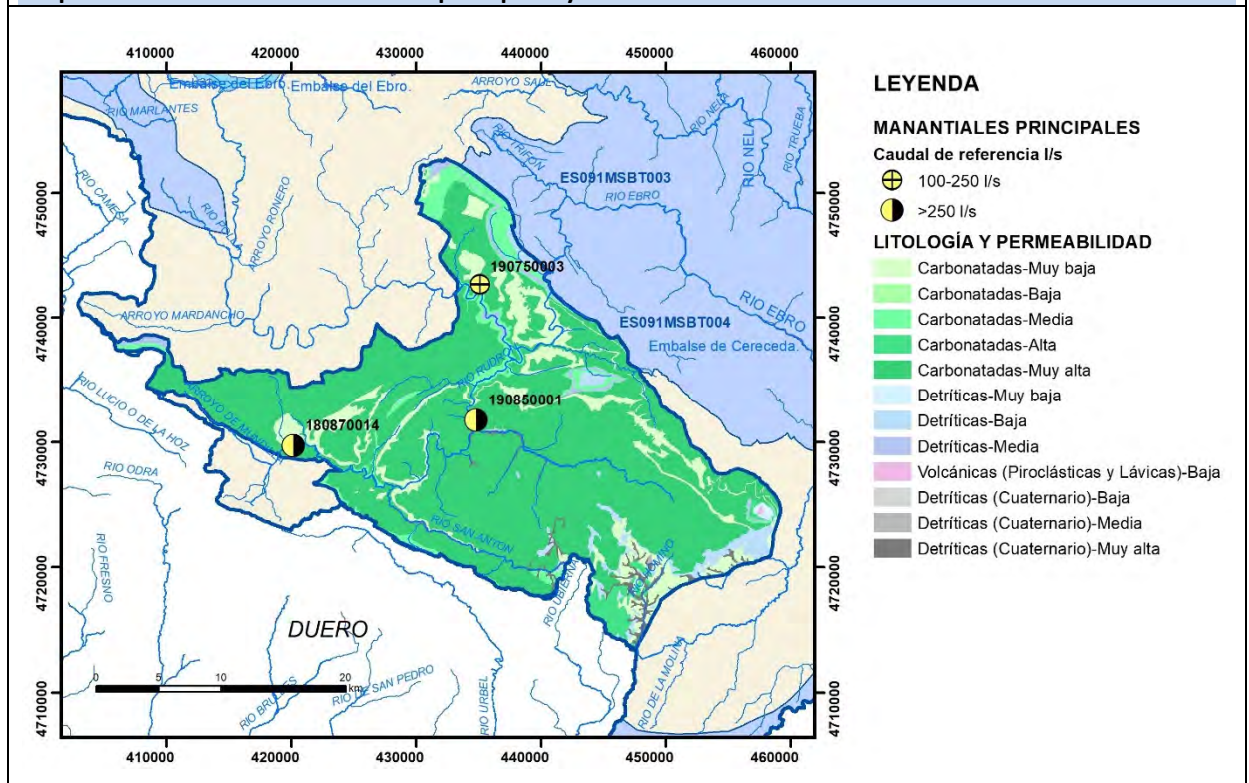 410000 420000 430000 440000 450000 460000
Embalse del Ebro. Embalse del Ebro.
ARROYO SAUL
RIO MARLANTES
RIO NELA
RIO NELA
RIO TRUEBA
RIO TRIFON
ES091MSBT003
RIO EBRO
RIO CAMESA
ARROYO RONERO
4750000 4750000
190750003
ARROYO MARDANCHO
ES091MSBT004
RIO EBRO
Embalse de Cereceda.
4740000 4740000
RIO RUDRON
RIO LUCIO O DE LA HOZ
190850001
180870014
4730000 4730000
RIO ODRA
RIO SAN ANTON
RIO FRESNO
RIO HOMINO
RIO UBIERNA
4720000 4720000
DUERO
RIO DE LA MOLINA
0 5 10 20
km
RIO BRULLES
RIO DE SAN PEDRO
RIO URBEL
4710000 4710000
410000 420000 430000 440000 450000 460000
LEYENDA
MANANTIALES PRINCIPALES
Caudal de referencia l/s
100-250 l/s
>250 l/s
LITOLOGÍA Y PERMEABILIDAD
Carbonatadas-Muy baja
Carbonatadas-Baja
Carbonatadas-Media
Carbonatadas-Alta
Carbonatadas-Muy alta
Detríticas-Muy baja
Detríticas-Baja
Detríticas-Media
Volcánicas (Piroclásticas y Lávicas)-Baja
Detríticas (Cuaternario)-Baja
Detríticas (Cuaternario)-Media
Detríticas (Cuaternario)-Muy alta